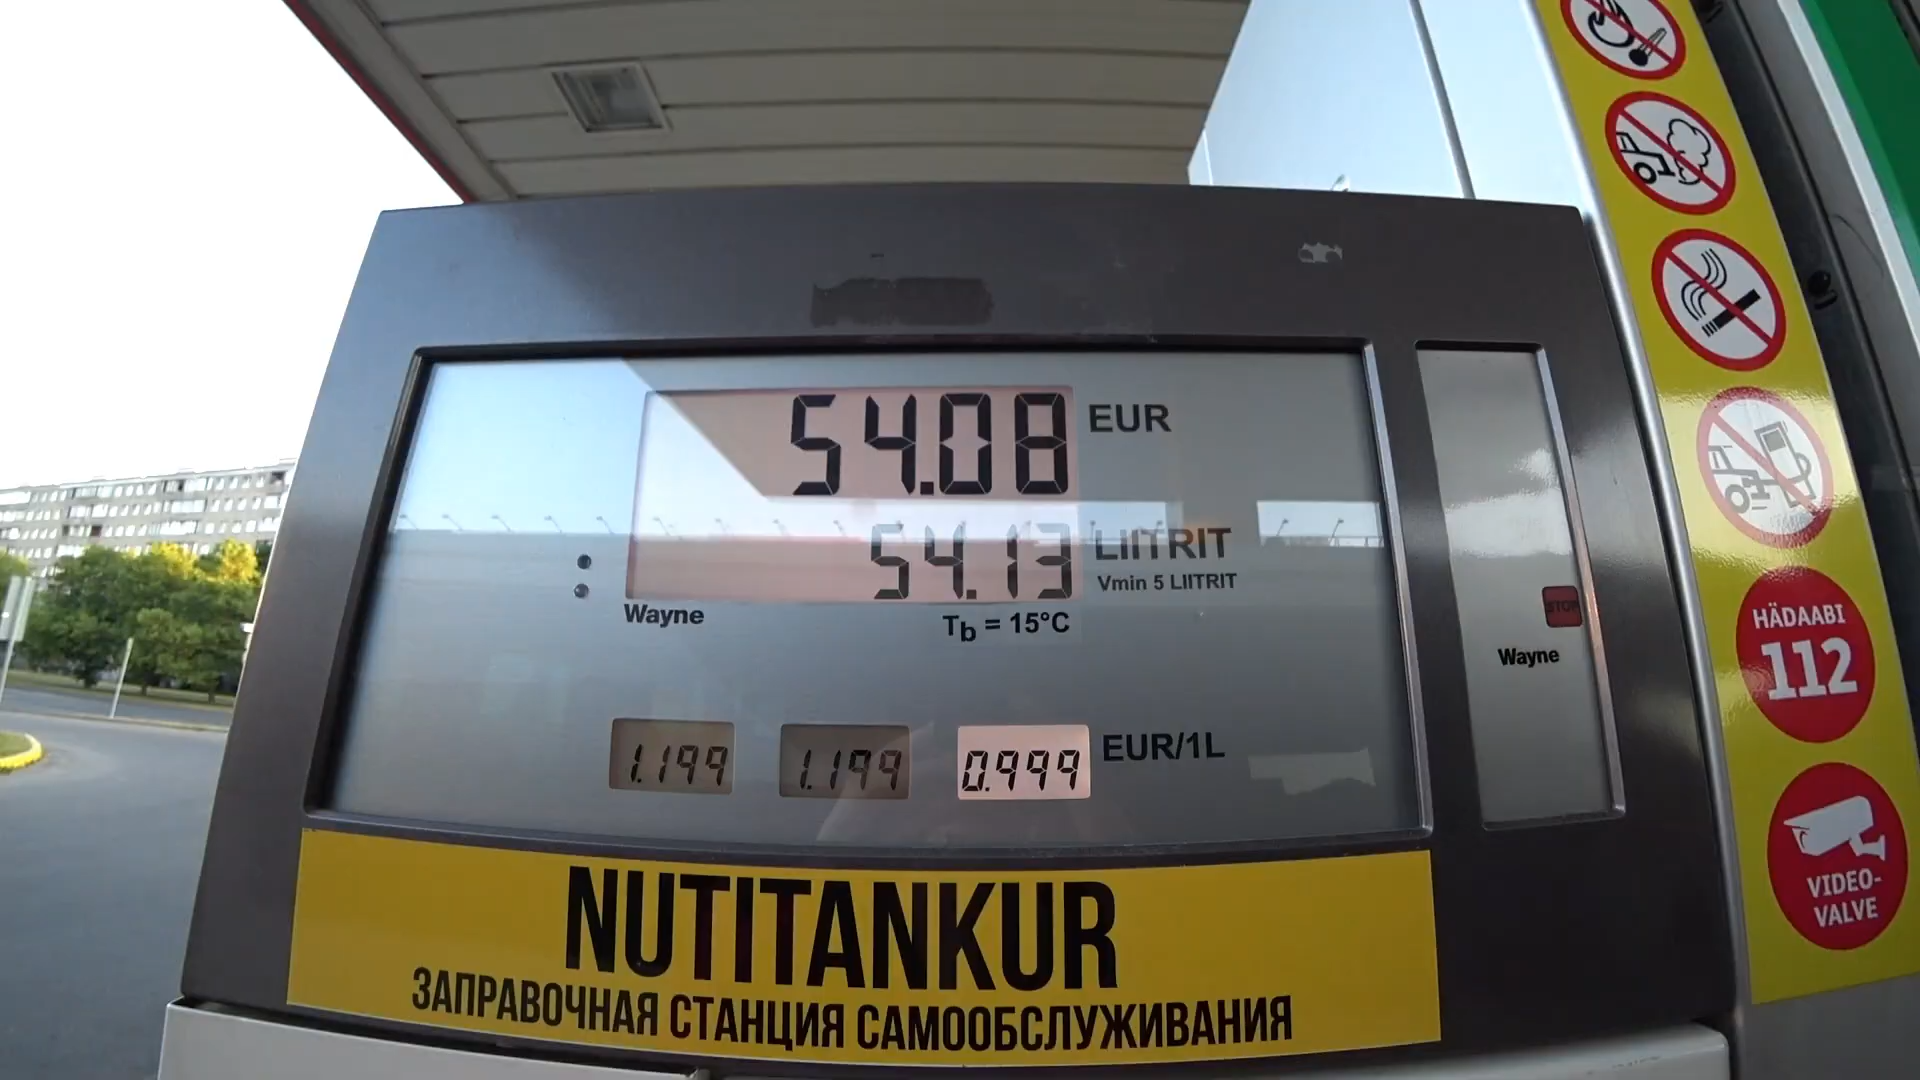 54.08 EUR
54.13 LIITRIT
Vmin 5 LIITRIT
Wayne
Tb = 15°C
STOP
Wayne
1.199 1.199 0.999 EUR/1L
NUTITANKUR
ЗАПРАВОЧНАЯ СТАНЦИЯ САМООБСЛУЖИВАНИЯ
HÄDAABI
112
VIDEO-
VALVE